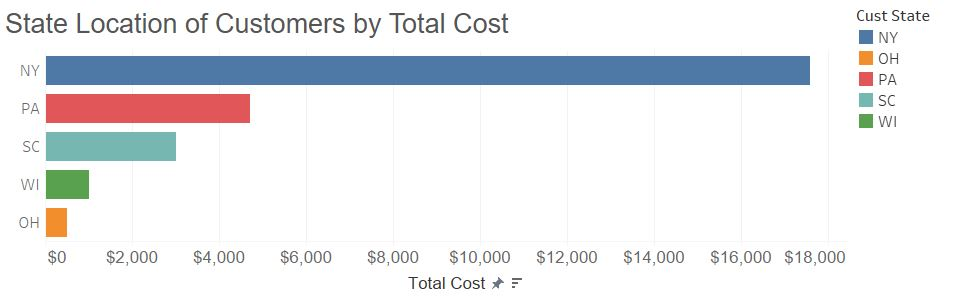 State Location of Customers by Total Cost
Cust State
NY
OH
PA
SC
WI
NY
PA
SC
WI
OH
$0 $2,000 $4,000 $6,000 $8,000 $10,000 $12,000 $14,000 $16,000 $18,000
Total Cost